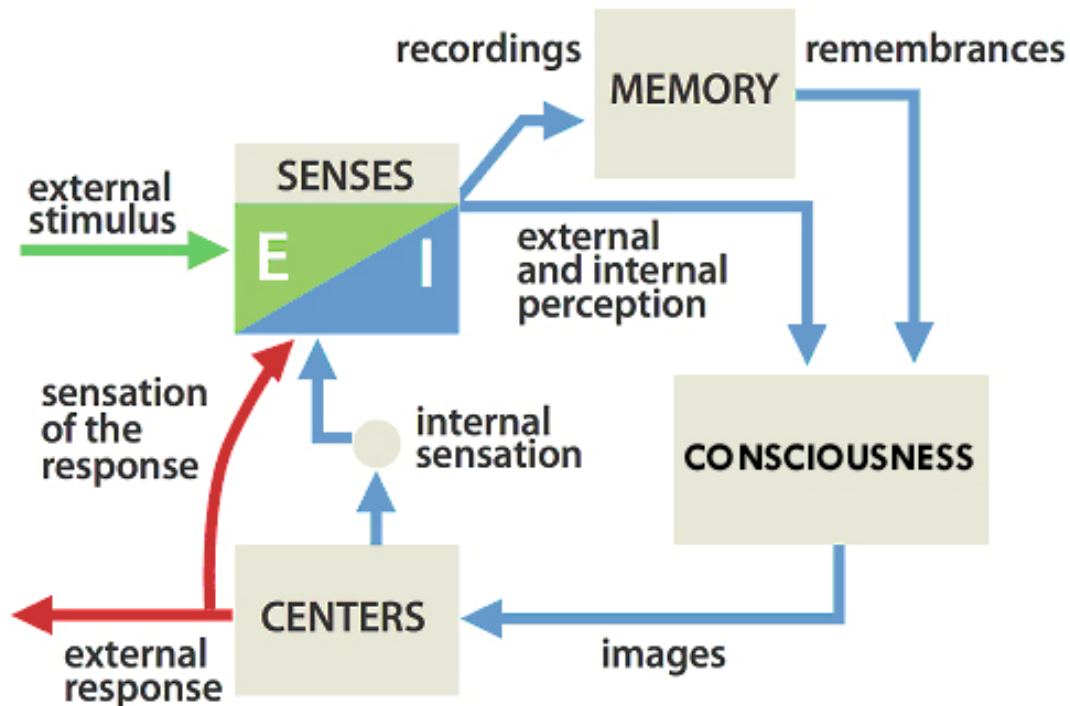 recordings
MEMORY
remembrances
SENSES
external
stimulus
E
I
external
and internal
perception
sensation
of the
response
internal
sensation
CONSCIOUSNESS
CENTERS
images
external
response